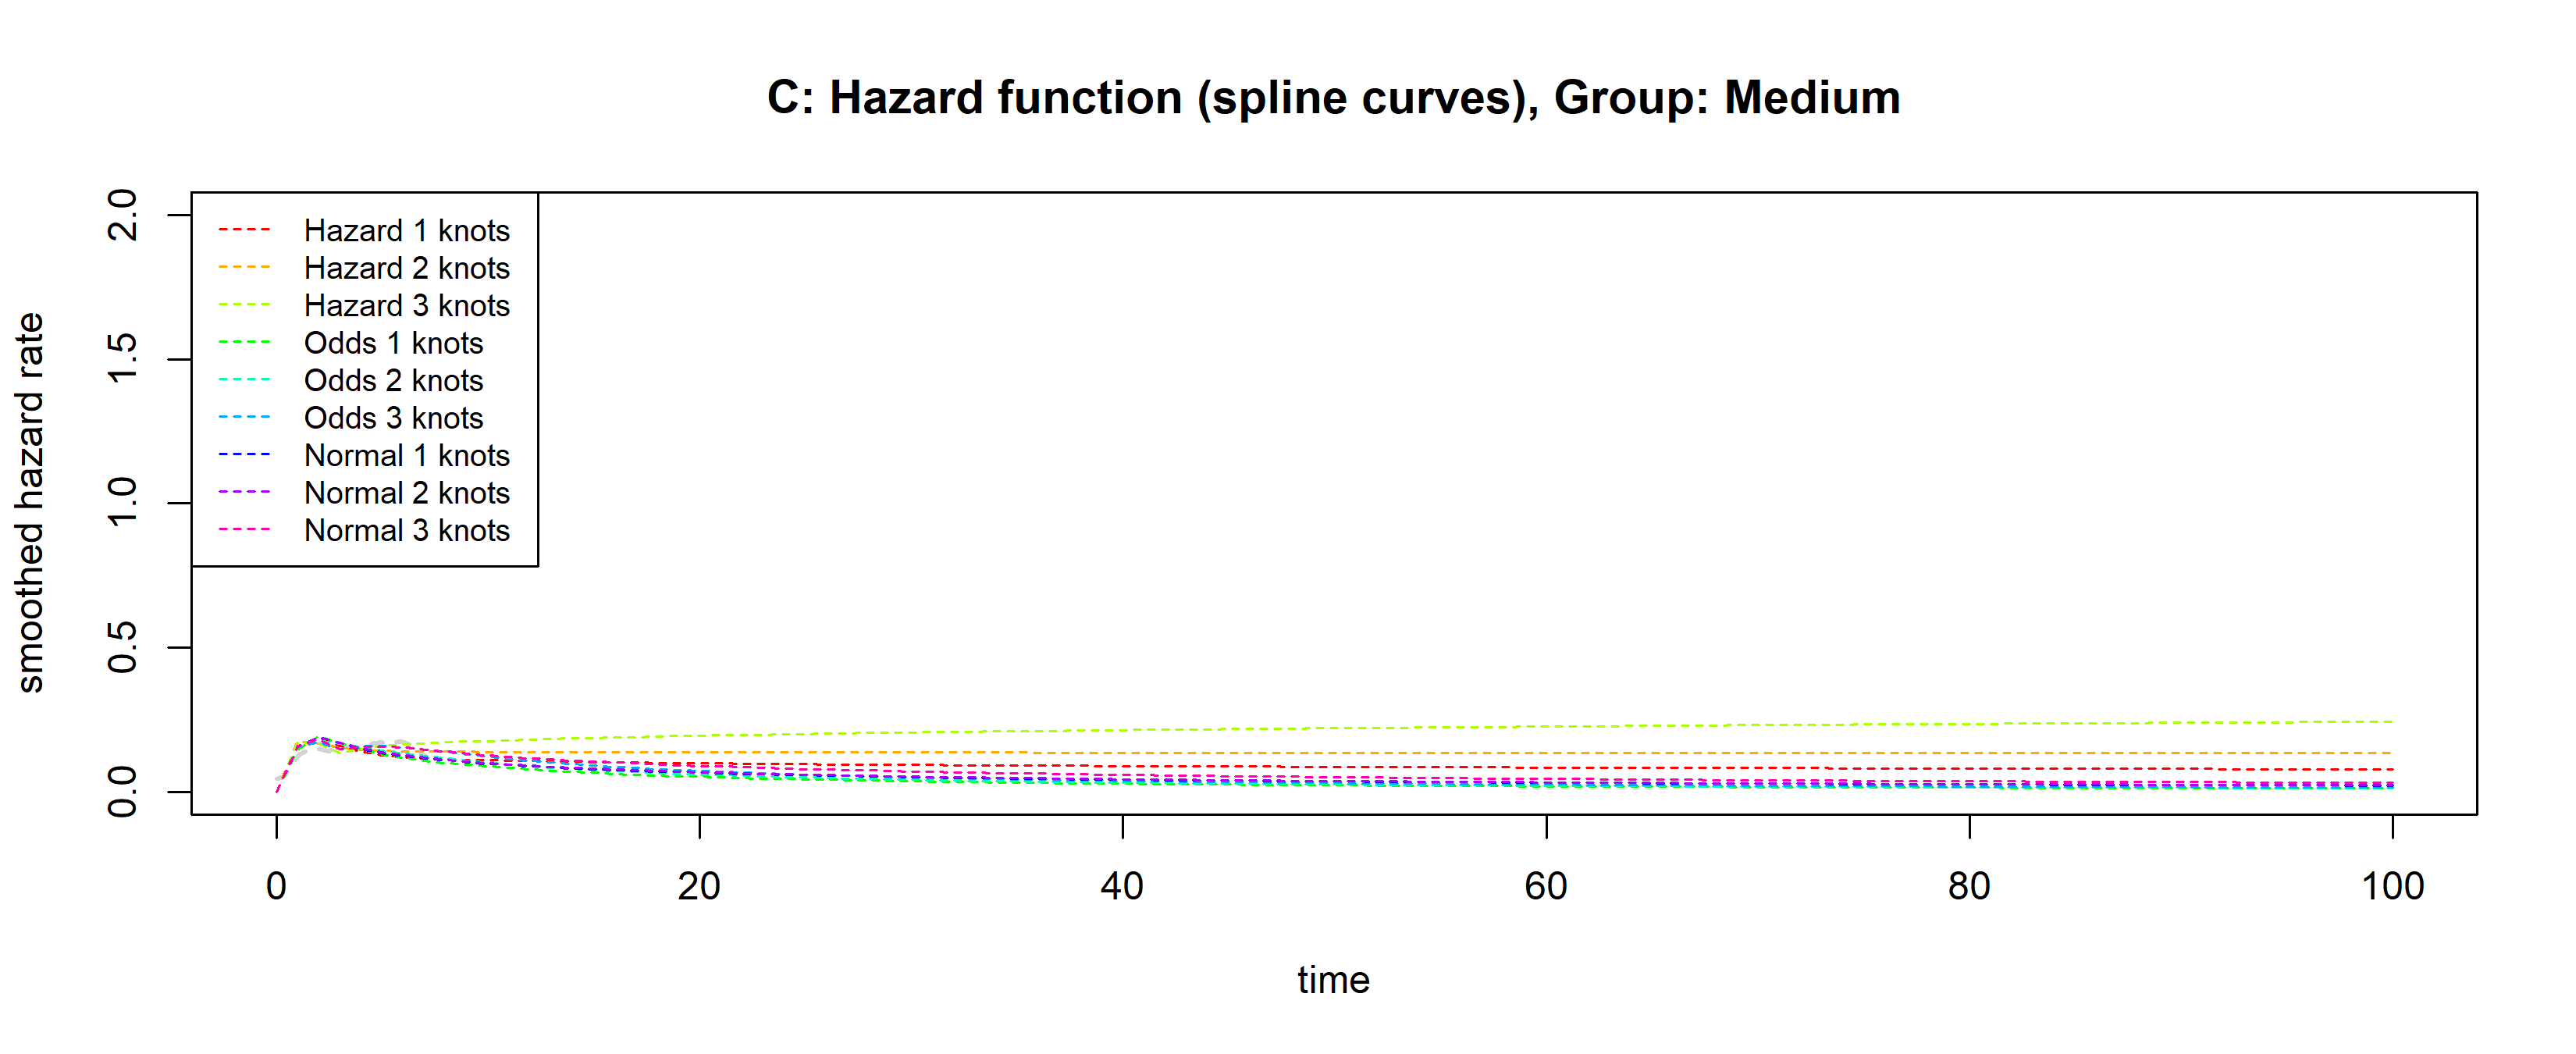 C: Hazard function (spline curves), Group: Medium
smoothed hazard rate
2.0
1.5
1.0
0.5
0.0
Hazard 1 knots
Hazard 2 knots
Hazard 3 knots
Odds 1 knots
Odds 2 knots
Odds 3 knots
Normal 1 knots
Normal 2 knots
Normal 3 knots
0 20 40 60 80 100
time